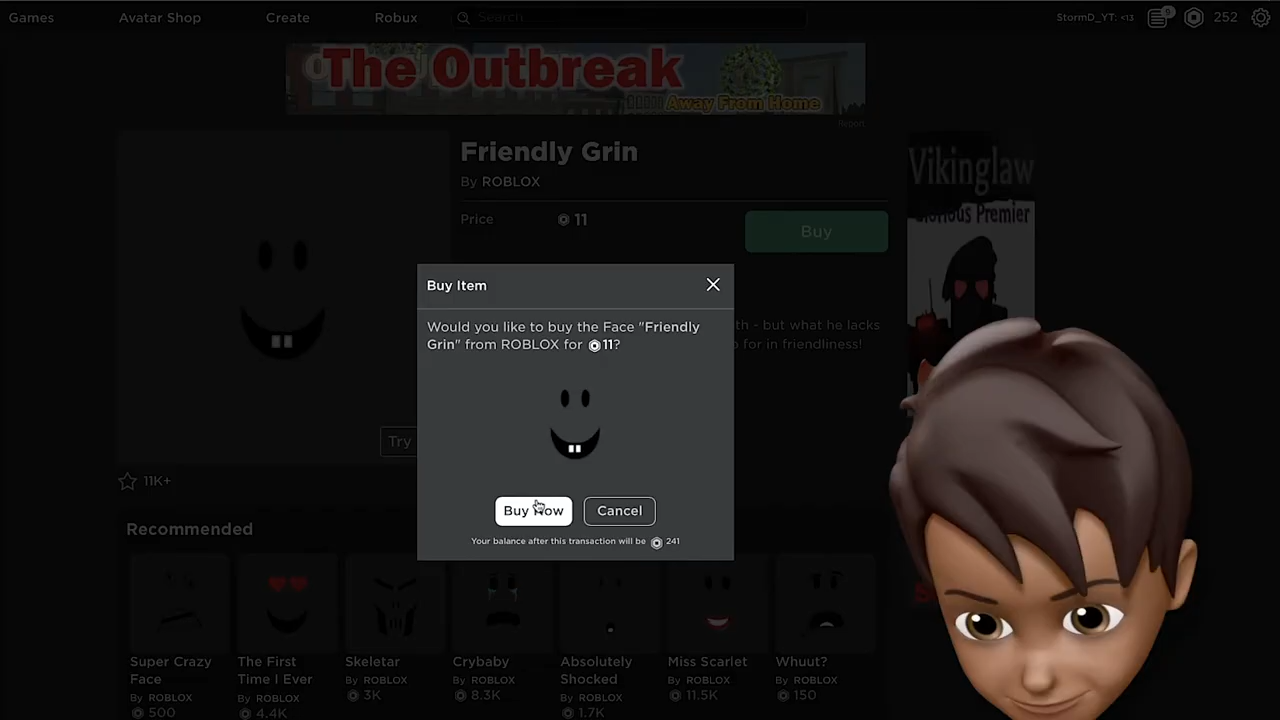 Games
Avatar Shop
Create
Robux
Search
StormD_YT: <13
9
252
The Outbreak
Away From Home
Report
Friendly Grin
By ROBLOX
Price
11
Buy
Vikinglaw
Glorious Premier
Buy Item
Would you like to buy the Face "Friendly
Grin" from ROBLOX for 11?
th - but what he lacks
for in friendliness!
Try
Buy Now
Cancel
Your balance after this transaction will be 241
11K+
Recommended
Super Crazy
Face
By ROBLOX
500
The First
Time I Ever
By ROBLOX
4.4K
Skeletar
By ROBLOX
3K
Crybaby
By ROBLOX
8.3K
Absolutely
Shocked
By ROBLOX
1.7K
Miss Scarlet
By ROBLOX
11.5K
Whuut?
By ROBLOX
150